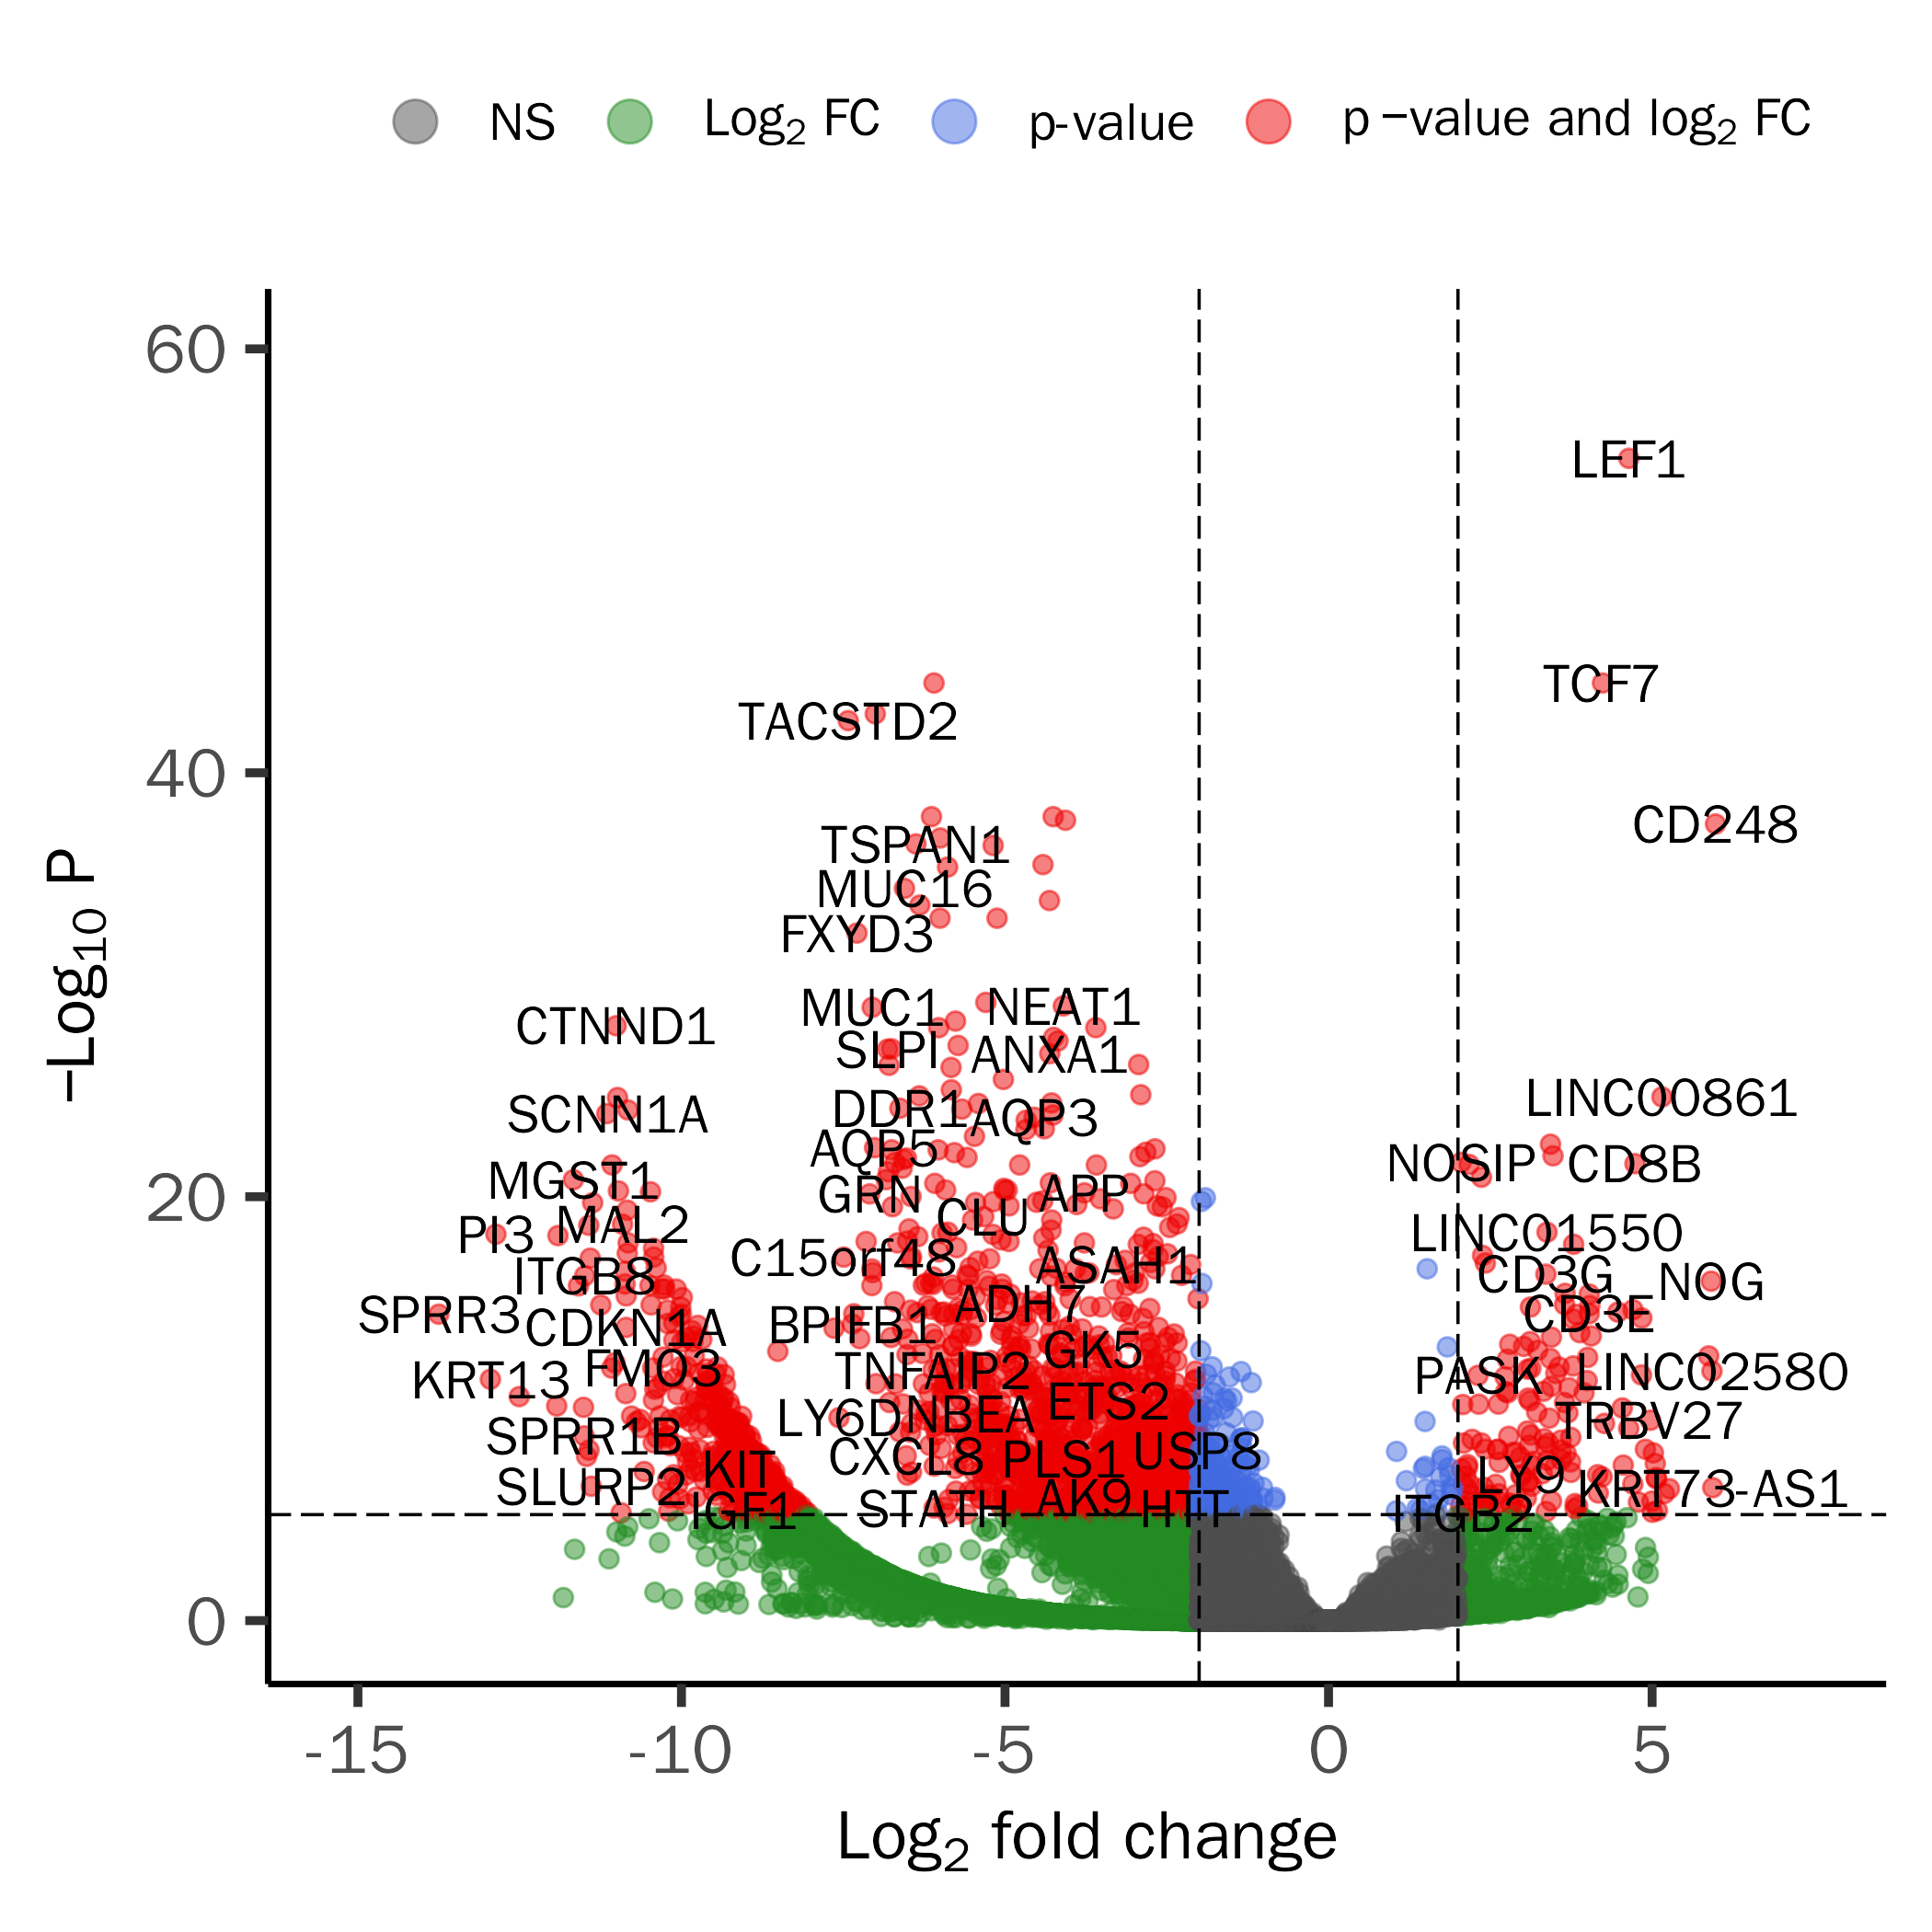 NS Log2 FC p-value p −value and log2 FC
60
LEF1
TCF7
TACSTD2
40
CD248
TSPAN1
MUC16
FXYD3
−Log10 P
MUC1 NEAT1
CTNND1
SLPI ANXA1
LINC00861
SCNN1A DDR1 AQP3
AQP5 NOSIP CD8B
MGST1 GRN APP
20
PI3 MAL2 CLU LINC01550
C15orf48 ASAH1
ITGB8 CD3G NOG
SPRR3 CDKN1A BPIFB1 ADH7 CD3E
GK5
KRT13 FMO3 TNFAIP2 PASK LINC02580
LY6D NBEA ETS2 TRBV27
SPRR1B CXCL8 PLS1 USP8
KIT LY9
SLURP2 KRT73-AS1
IGF1 STATH AK9 HTT ITGB2
0
-15 -10 -5 0 5
Log2 fold change